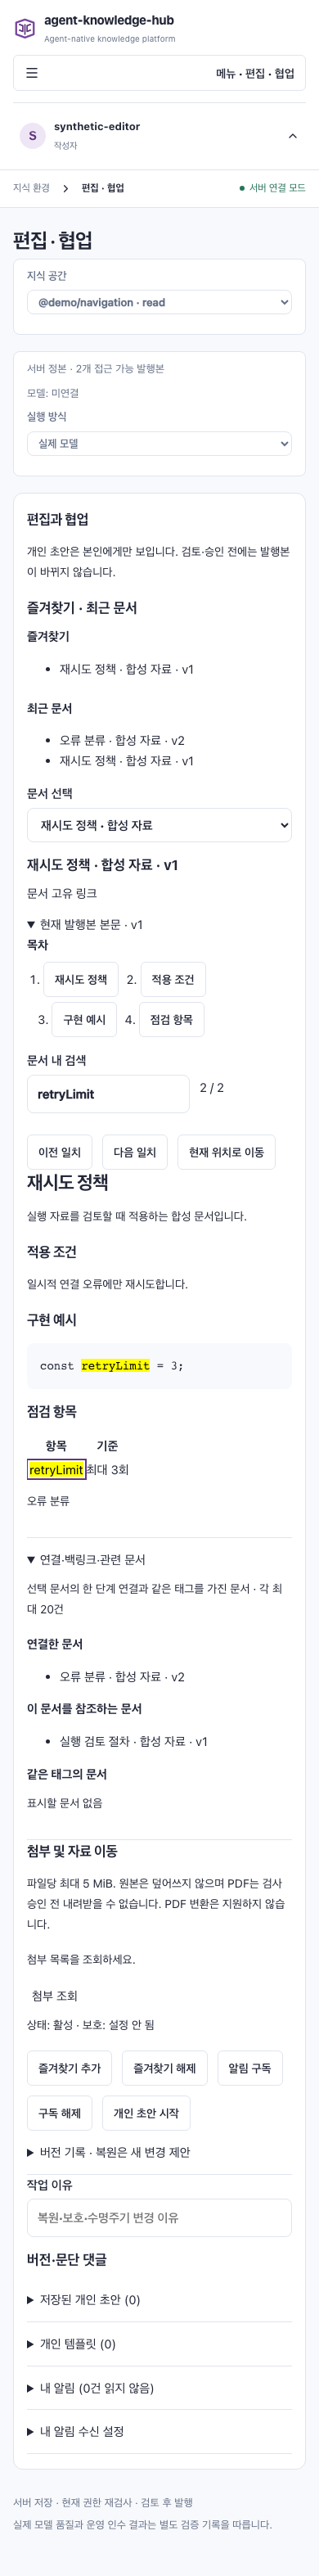 agent-knowledge-hub
Agent-native knowledge platform
메뉴 · 편집 · 협업
S
synthetic-editor
작성자
지식 환경 > 편집 · 협업
서버 연결 모드
편집 · 협업
지식 공간
@demo/navigation · read
서버 정본 · 2개 접근 가능 발행본
모델: 미연결
실행 방식
실제 모델
편집과 협업
개인 초안은 본인에게만 보입니다. 검토·승인 전에는 발행본
이 바뀌지 않습니다.
즐겨찾기 · 최근 문서
즐겨찾기
• 재시도 정책 · 합성 자료 · v1
최근 문서
• 오류 분류 · 합성 자료 · v2
• 재시도 정책 · 합성 자료 · v1
문서 선택
재시도 정책 · 합성 자료
재시도 정책 · 합성 자료 · v1
문서 고유 링크
▼ 현재 발행본 본문 · v1
목차
1. 재시도 정책 2. 적용 조건
3. 구현 예시 4. 점검 항목
문서 내 검색
retryLimit 2 / 2
이전 일치 다음 일치 현재 위치로 이동
재시도 정책
실행 자료를 검토할 때 적용하는 합성 문서입니다.
적용 조건
일시적 연결 오류에만 재시도합니다.
구현 예시
const retryLimit = 3;
점검 항목
항목 기준
retryLimit 최대 3회
오류 분류
▼ 연결·백링크·관련 문서
선택 문서의 한 단계 연결과 같은 태그를 가진 문서 · 각 최
대 20건
연결한 문서
• 오류 분류 · 합성 자료 · v2
이 문서를 참조하는 문서
• 실행 검토 절차 · 합성 자료 · v1
같은 태그의 문서
표시할 문서 없음
첨부 및 자료 이동
파일당 최대 5 MiB. 원본은 덮어쓰지 않으며 PDF는 검사
승인 전 내려받을 수 없습니다. PDF 변환은 지원하지 않습
니다.
첨부 목록을 조회하세요.
첨부 조회
상태: 활성 · 보호: 설정 안 됨
즐겨찾기 추가 즐겨찾기 해제 알림 구독
구독 해제 개인 초안 시작
▶ 버전 기록 · 복원은 새 변경 제안
작업 이유
복원·보호·수명주기 변경 이유
버전·문단 댓글
▶ 저장된 개인 초안 (0)
▶ 개인 템플릿 (0)
▶ 내 알림 (0건 읽지 않음)
▶ 내 알림 수신 설정
서버 저장 · 현재 권한 재검사 · 검토 후 발행
실제 모델 품질과 운영 인수 결과는 별도 검증 기록을 따릅니다.